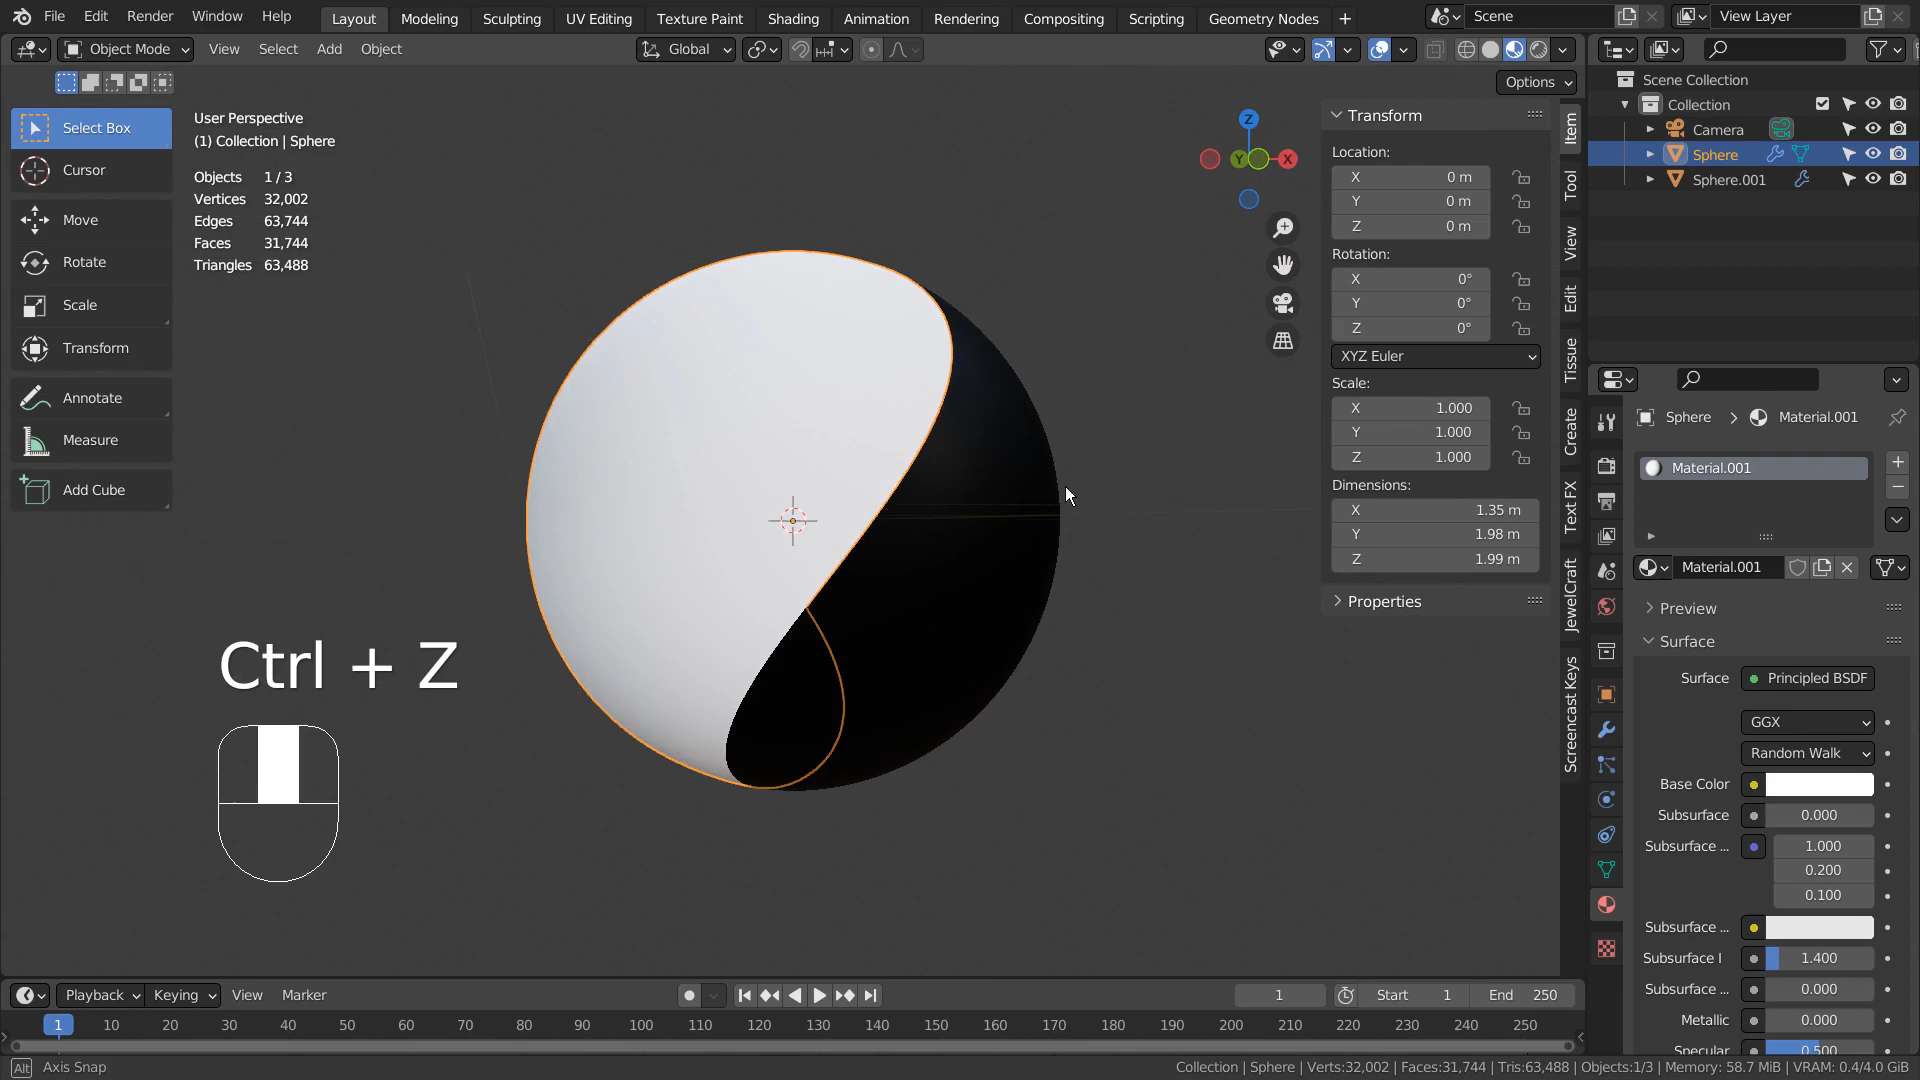 File Edit Render Window Help Layout Modeling Sculpting UV Editing Texture Paint Shading Animation Rendering Compositing Scripting Geometry Nodes + Scene View Layer
Object Mode View Select Add Object Global
Options
Select Box
Cursor
Move
Rotate
Scale
Transform
Annotate
Measure
Add Cube
User Perspective
(1) Collection | Sphere
Objects 1 / 3
Vertices 32,002
Edges 63,744
Faces 31,744
Triangles 63,488
Z
Y
X
Ctrl + Z
Transform
Location:
X 0 m
Y 0 m
Z 0 m
Rotation:
X 0°
Y 0°
Z 0°
XYZ Euler
Scale:
X 1.000
Y 1.000
Z 1.000
Dimensions:
X 1.35 m
Y 1.98 m
Z 1.99 m
Properties
Item
Tool
View
Edit
Tissue
Create
Text FX
JewelCraft
Screencast Keys
Scene Collection
Collection
Camera
Sphere
Sphere.001
Sphere > Material.001
Material.001
Material.001
Preview
Surface
Surface Principled BSDF
GGX
Random Walk
Base Color
Subsurface 0.000
Subsurface ... 1.000
0.200
0.100
Subsurface ...
Subsurface I 1.400
Subsurface ... 0.000
Metallic 0.000
Specular 0.500
Playback Keying View Marker 1 Start 1 End 250
1 10 20 30 40 50 60 70 80 90 100 110 120 130 140 150 160 170 180 190 200 210 220 230 240 250
Alt Axis Snap
Collection | Sphere | Verts:32,002 | Faces:31,744 | Tris:63,488 | Objects:1/3 | Memory: 58.7 MiB | VRAM: 0.4/4.0 GiB